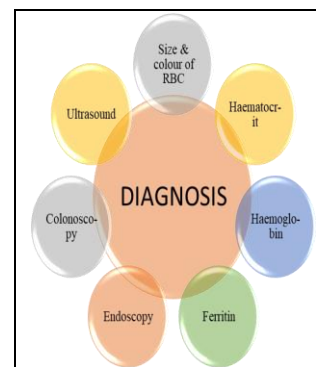 Size &
colour of
RBC
Ultrasound
Haematocr-
it
DIAGNOSIS
Colonosco-
py
Haemoglo-
bin
Endoscopy
Ferritin